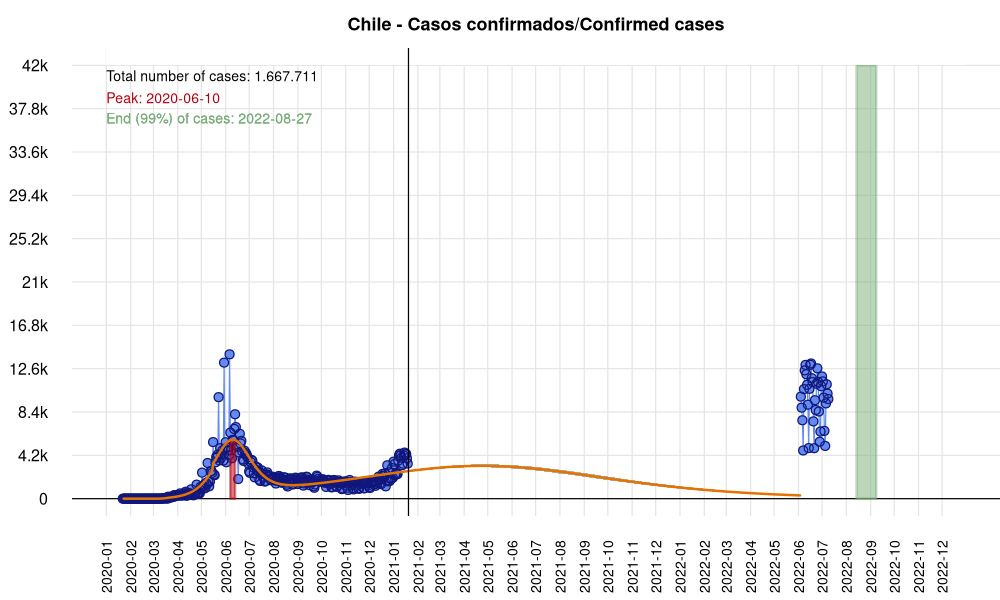 Chile - Casos confirmados/Confirmed cases
42k
37.8k
33.6k
29.4k
25.2k
21k
16.8k
12.6k
8.4k
4.2k
0
Total number of cases: 1.667.711
Peak: 2020-06-10
End (99%) of cases: 2022-08-27
2020-01
2020-02
2020-03
2020-04
2020-05
2020-06
2020-07
2020-08
2020-09
2020-10
2020-11
2020-12
2021-01
2021-02
2021-03
2021-04
2021-05
2021-06
2021-07
2021-08
2021-09
2021-10
2021-11
2021-12
2022-01
2022-02
2022-03
2022-04
2022-05
2022-06
2022-07
2022-08
2022-09
2022-10
2022-11
2022-12